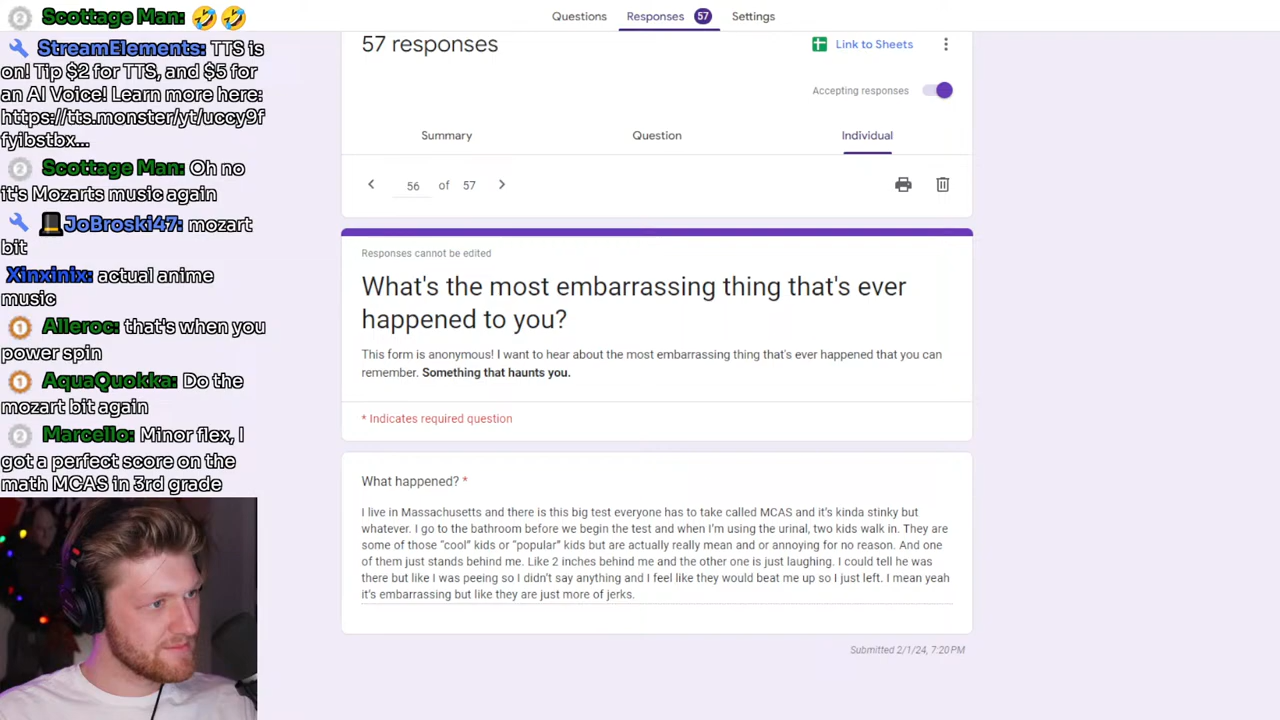 Scottage Man: 🤣🤣
StreamElements: TTS is
on! Tip $2 for TTS, and $5 for
an AI Voice! Learn more here:
https://tts.monster/yt/uccy9f
fyibstbx...
Scottage Man: Oh no
it's Mozarts music again
JoBroski47: mozart
bit
Xinxinix: actual anime
music
Alleroc: that's when you
power spin
AquaQuokka: Do the
mozart bit again
Marcello: Minor flex, I
got a perfect score on the
math MCAS in 3rd grade
Questions Responses 57 Settings
57 responses
Link to Sheets
Accepting responses
Summary Question Individual
56 of 57
Responses cannot be edited
What's the most embarrassing thing that's ever
happened to you?
This form is anonymous! I want to hear about the most embarrassing thing that's ever happened that you can
remember. Something that haunts you.
* Indicates required question
What happened? *
I live in Massachusetts and there is this big test everyone has to take called MCAS and it's kinda stinky but
whatever. I go to the bathroom before we begin the test and when I'm using the urinal, two kids walk in. They are
some of those “cool” kids or “popular” kids but are actually really mean and or annoying for no reason. And one
of them just stands behind me. Like 2 inches behind me and the other one is just laughing. I could tell he was
there but like I was peeing so I didn't say anything and I feel like they would beat me up so I just left. I mean yeah
it's embarrassing but like they are just more of jerks.
Submitted 2/1/24, 7:20 PM